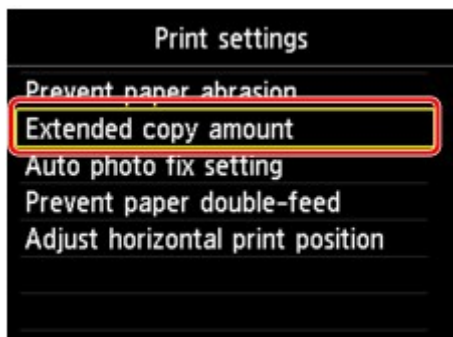 Print settings
Prevent paper abrasion
Extended copy amount
Auto photo fix setting
Prevent paper double-feed
Adjust horizontal print position